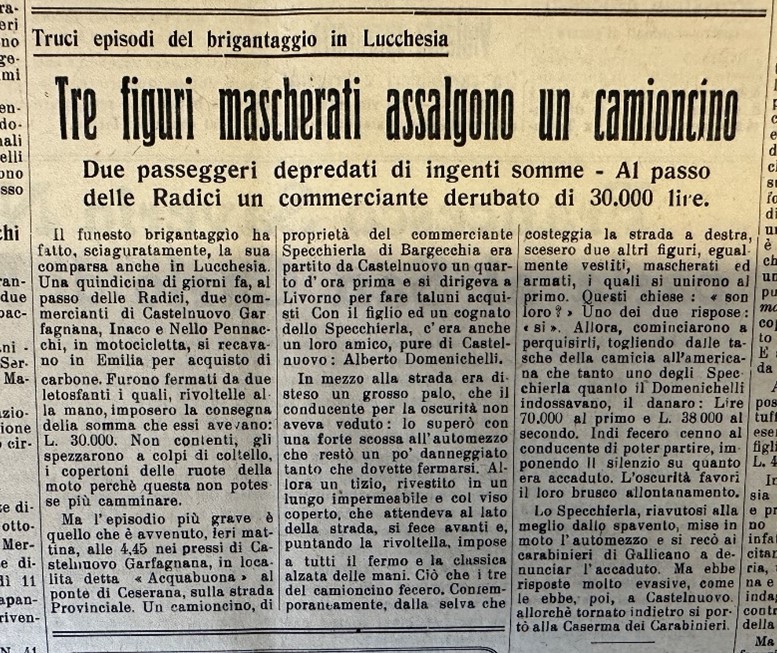 Truci episodi del brigantaggio in Lucchesia
Tre figuri mascherati assalgono un camioncino
Due passeggeri depredati di ingenti somme - Al passo
delle Radici un commerciante derubato di 30.000 lire.
Il funesto brigantaggio ha
fatto, sciaguratamente, la sua
comparsa anche in Lucchesia.
Una quindicina di giorni fa, al
passo delle Radici, due com-
mercianti di Castelnuovo Gar
fagnana, Inaco e Nello Pennac-
chi, in motocicletta, si recava-
no in Emilia per acquisto di
carbone. Furono fermati da due
letosfanti i quali, rivoltelle al-
la mano, imposero la consegna
della somma che essi avevano:
L. 30.000. Non contenti, gli
spezzarono a colpi di coltello,
i copertoni delle ruote della
moto perchè questa non potes
se più camminare.
Ma l'episodio più grave è
quello che è avvenuto, ieri mat-
tina, alle 4,45 nei pressi di Ca-
stelnuovo Garfagnana, in loca-
lità detta « Acquabuona » al
ponte di Ceserana, sulla strada
Provinciale. Un camioncino, di
proprietà del commerciante
Specchierla di Bargecchia era
partito da Castelnuovo un quar-
to d'ora prima e si dirigeva a
Livorno per fare taluni acqui-
sti Con il figlio ed un cognato
dello Specchierla, c'era anche
un loro amico, pure di Castel-
nuovo: Alberto Domenichelli.
In mezzo alla strada era di-
steso un grosso palo, che il
conducente per la oscurità non
aveva veduto: lo superò con
una forte scossa all'automezzo
che restò un po' danneggiato
tanto che dovette fermarsi. Al-
lora un tizio, rivestito in un
lungo impermeabile e col viso
coperto, che attendeva al lato
della strada, si fece avanti e,
puntando la rivoltella, impose
a tutti il fermo e la classica
alzata delle mani. Ciò che i tre
del camioncino fecero. Contem-
poraneamente, dalla selva che
costeggia la strada a destra,
scesero due altri figuri, egual-
mente vestiti, mascherati ed
armati, i quali si unirono al
primo. Questi chiese: « son
loro? » Uno dei due rispose:
« si ». Allora, cominciarono a
perquisirli, togliendo dalle ta-
sche della camicia all'america-
na che tanto uno degli Spec-
chierla quanto il Domenichelli
indossavano, il danaro: Lire
70.000 al primo e L. 38 000 al
secondo. Indi fecero cenno al
conducente di poter partire, im-
ponendo il silenzio su quanto
era accaduto. L'oscurità favorì
il loro brusco allontanamento.
Lo Specchierla, riavutosi alla
meglio dallo spavento, mise in
moto l'automezzo e si recò ai
carabinieri di Gallicano a de-
nunciar l'accaduto. Ma ebbe
risposte molto evasive, come
le ebbe, poi, a Castelnuovo.
allorchè tornato indietro si por-
tò alla Caserma dei Carabinieri.